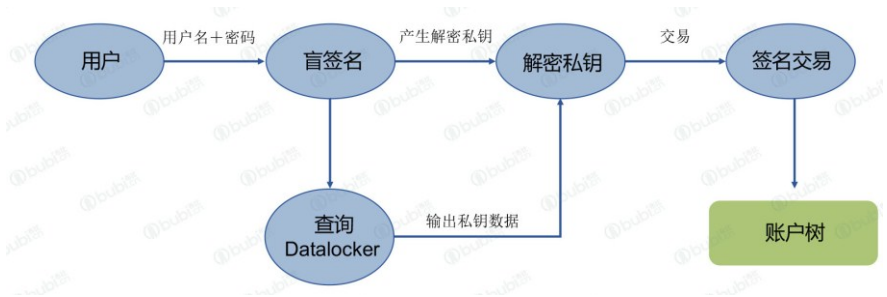 用户
用户名+密码
盲签名
产生解密私钥
解密私钥
交易
签名交易
查询
Datalocker
输出私钥数据
账户树